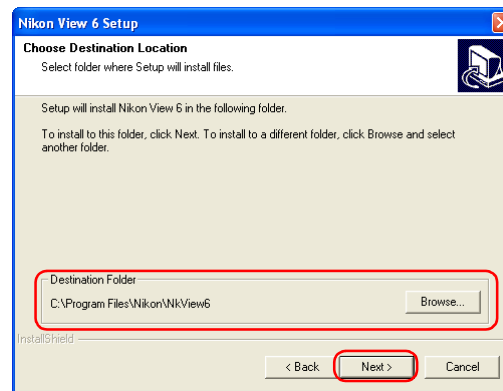 Nikon View 6 Setup
Choose Destination Location
Select folder where Setup will install files.
Setup will install Nikon View 6 in the following folder.
To install to this folder, click Next. To install to a different folder, click Browse and select
another folder.
Destination Folder
C:\Program Files\Nikon\NkView6
Browse...
InstallShield
< Back
Next >
Cancel